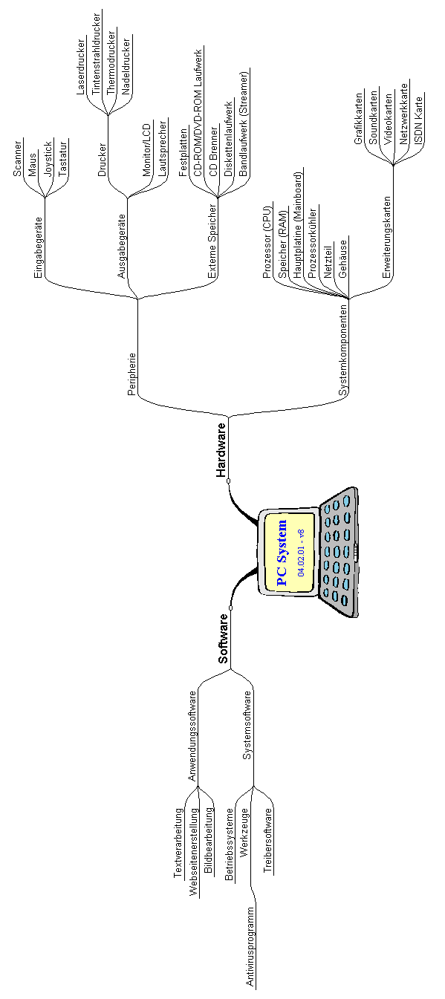 PC System
04.02.01 - v8
Hardware
Peripherie
Eingabegeräte
Scanner
Maus
Joystick
Tastatur
Ausgabegeräte
Drucker
Laserdrucker
Tintenstrahldrucker
Thermodrucker
Nadeldrucker
Monitor/LCD
Lautsprecher
Externe Speicher
Festplatten
CD-ROM/DVD-ROM Laufwerk
CD Brenner
Diskettenlaufwerk
Bandlaufwerk (Streamer)
Systemkomponenten
Prozessor (CPU)
Speicher (RAM)
Hauptplatine (Mainboard)
Prozessorkühler
Netzteil
Gehäuse
Erweiterungskarten
Grafikkarten
Soundkarten
Videokarten
Netzwerkkarte
ISDN Karte
Software
Anwendungssoftware
Textverarbeitung
Webseitenerstellung
Bildbearbeitung
Systemsoftware
Betriebssysteme
Werkzeuge
Antivirusprogramm
Treibersoftware